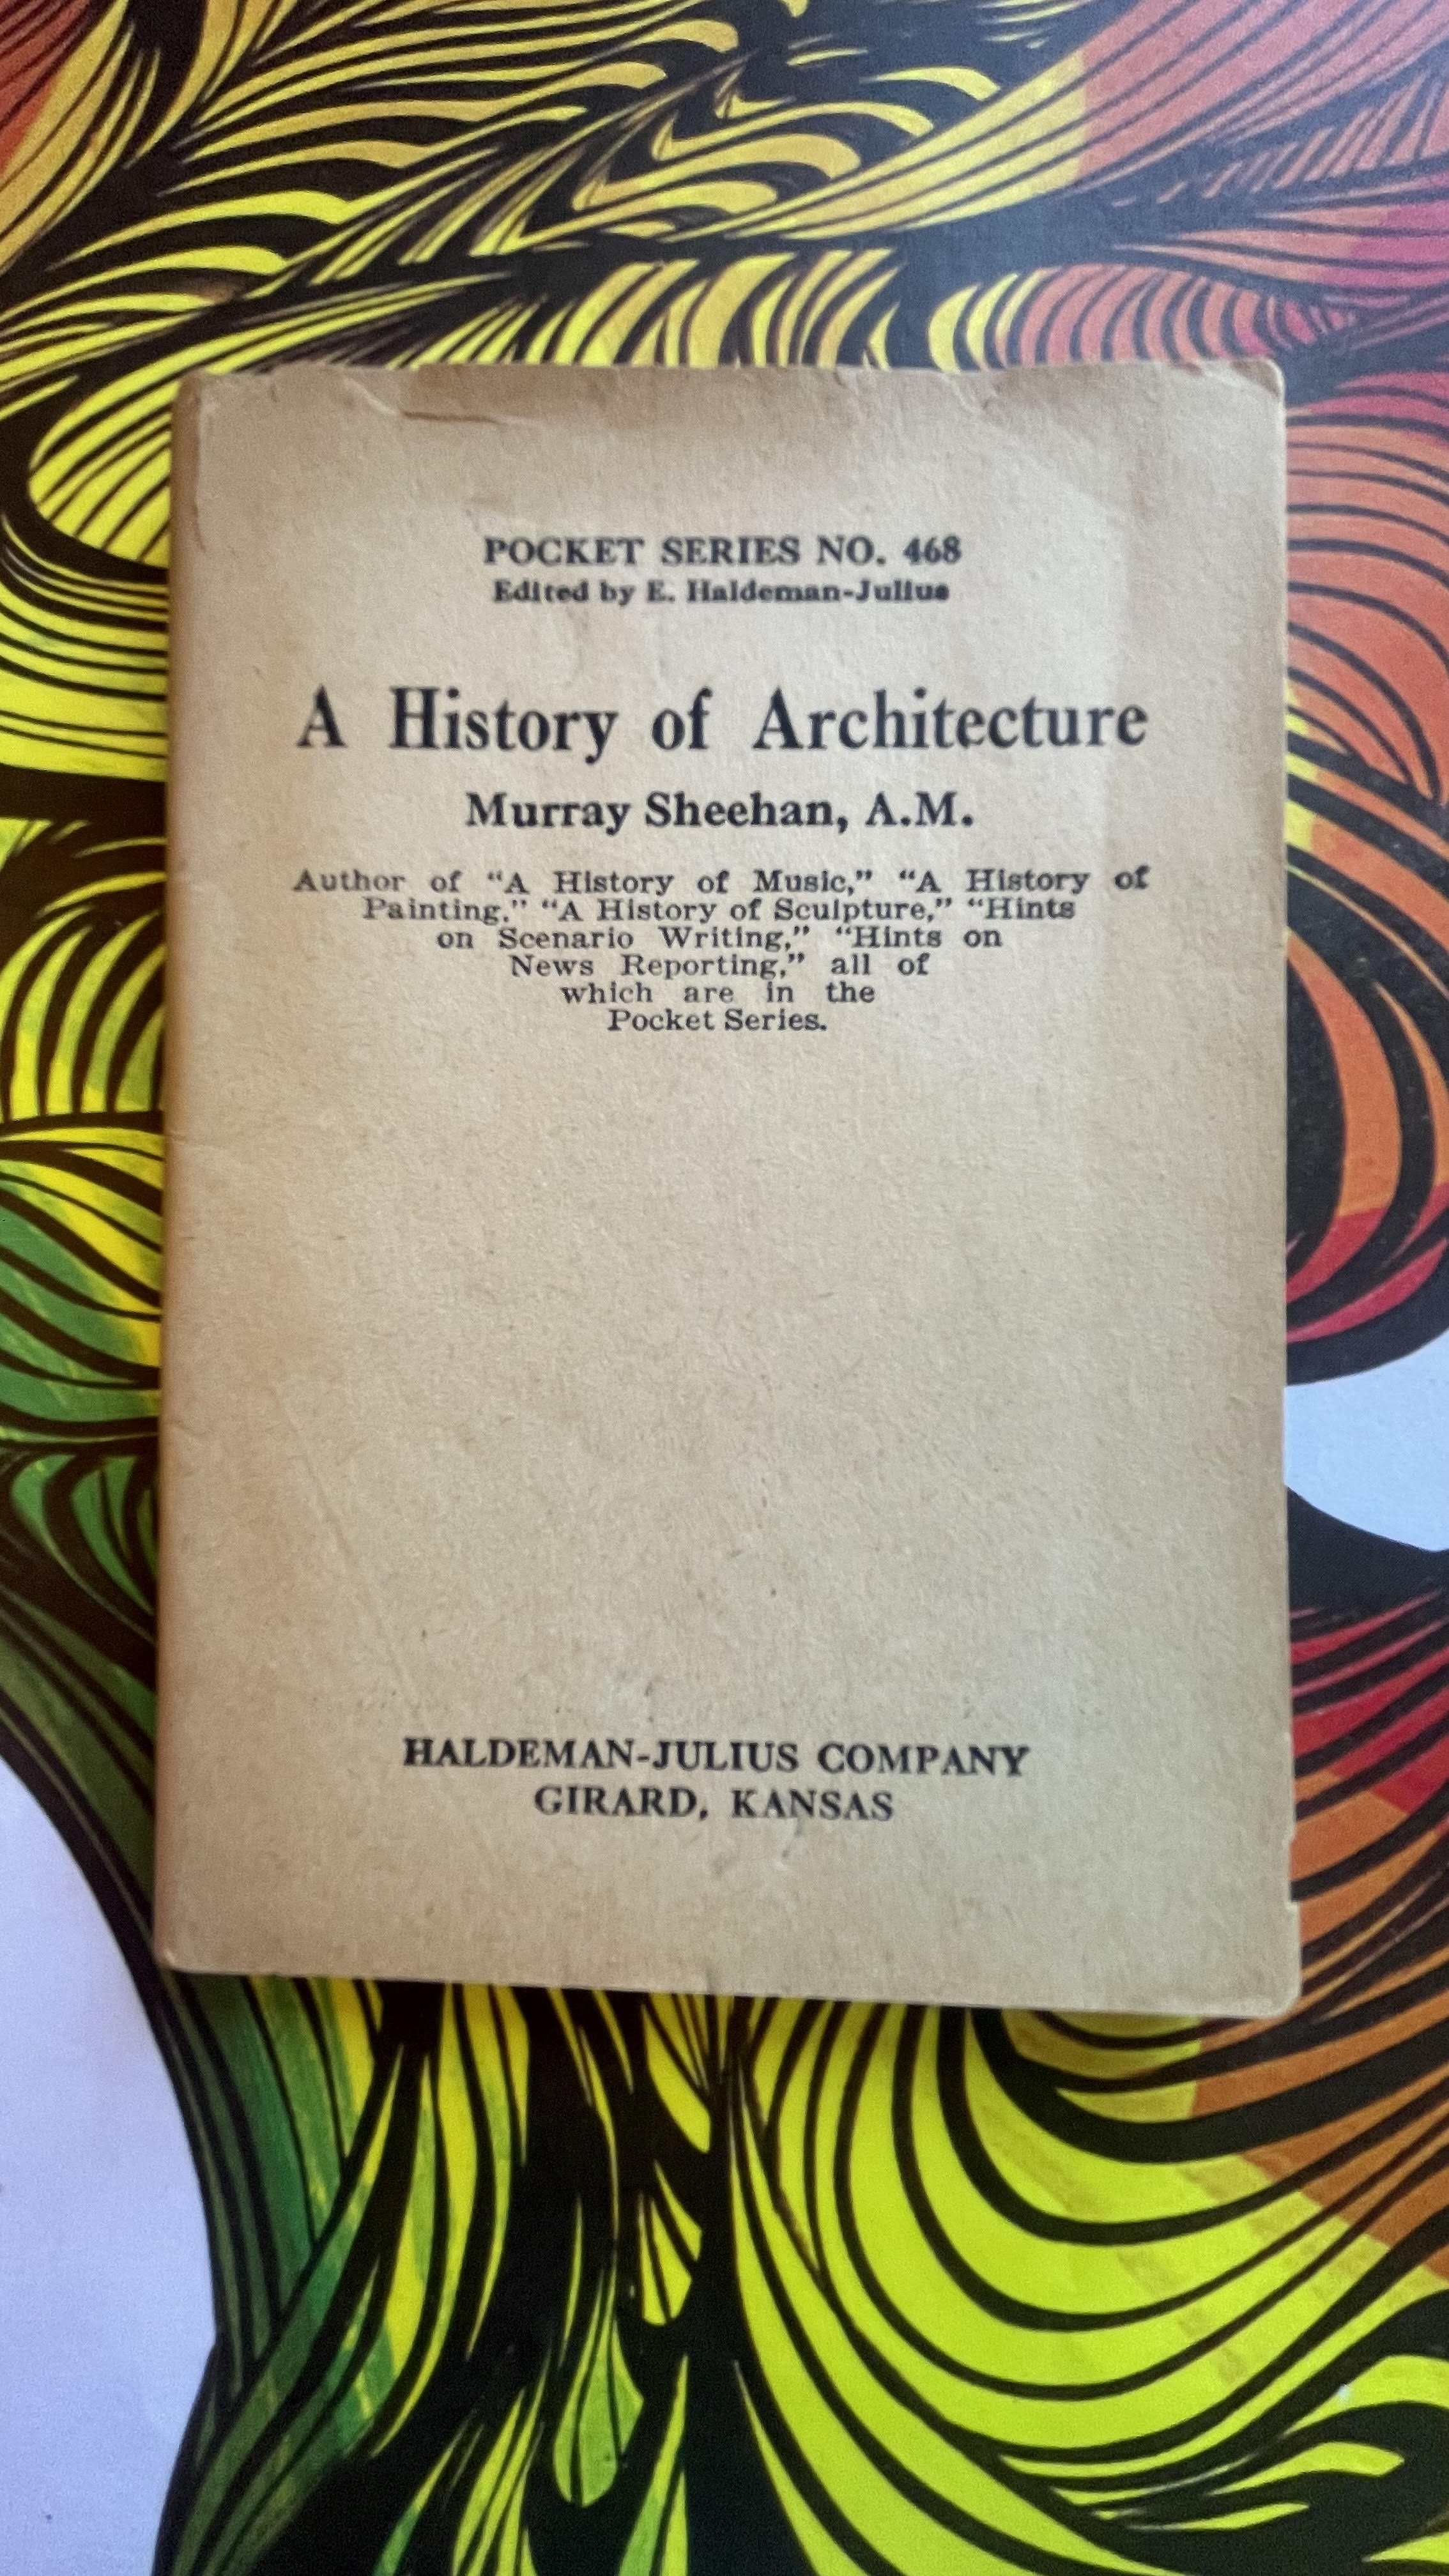 POCKET SERIES NO. 468
Edited by E. Haldeman-Julius
A History of Architecture
Murray Sheehan, A.M.
Author of “A History of Music,” “A History of
Painting,” “A History of Sculpture,” “Hints
on Scenario Writing,” “Hints on
News Reporting,” all of
which are in the
Pocket Series.
HALDEMAN-JULIUS COMPANY
GIRARD, KANSAS